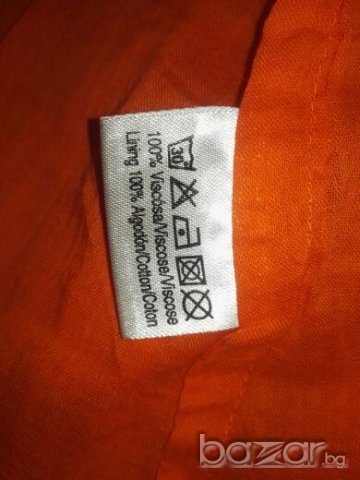 30
100% Viscosa/Viscose/Viscose
Lining 100% Algodón/Cotton/Coton
bazar.bg